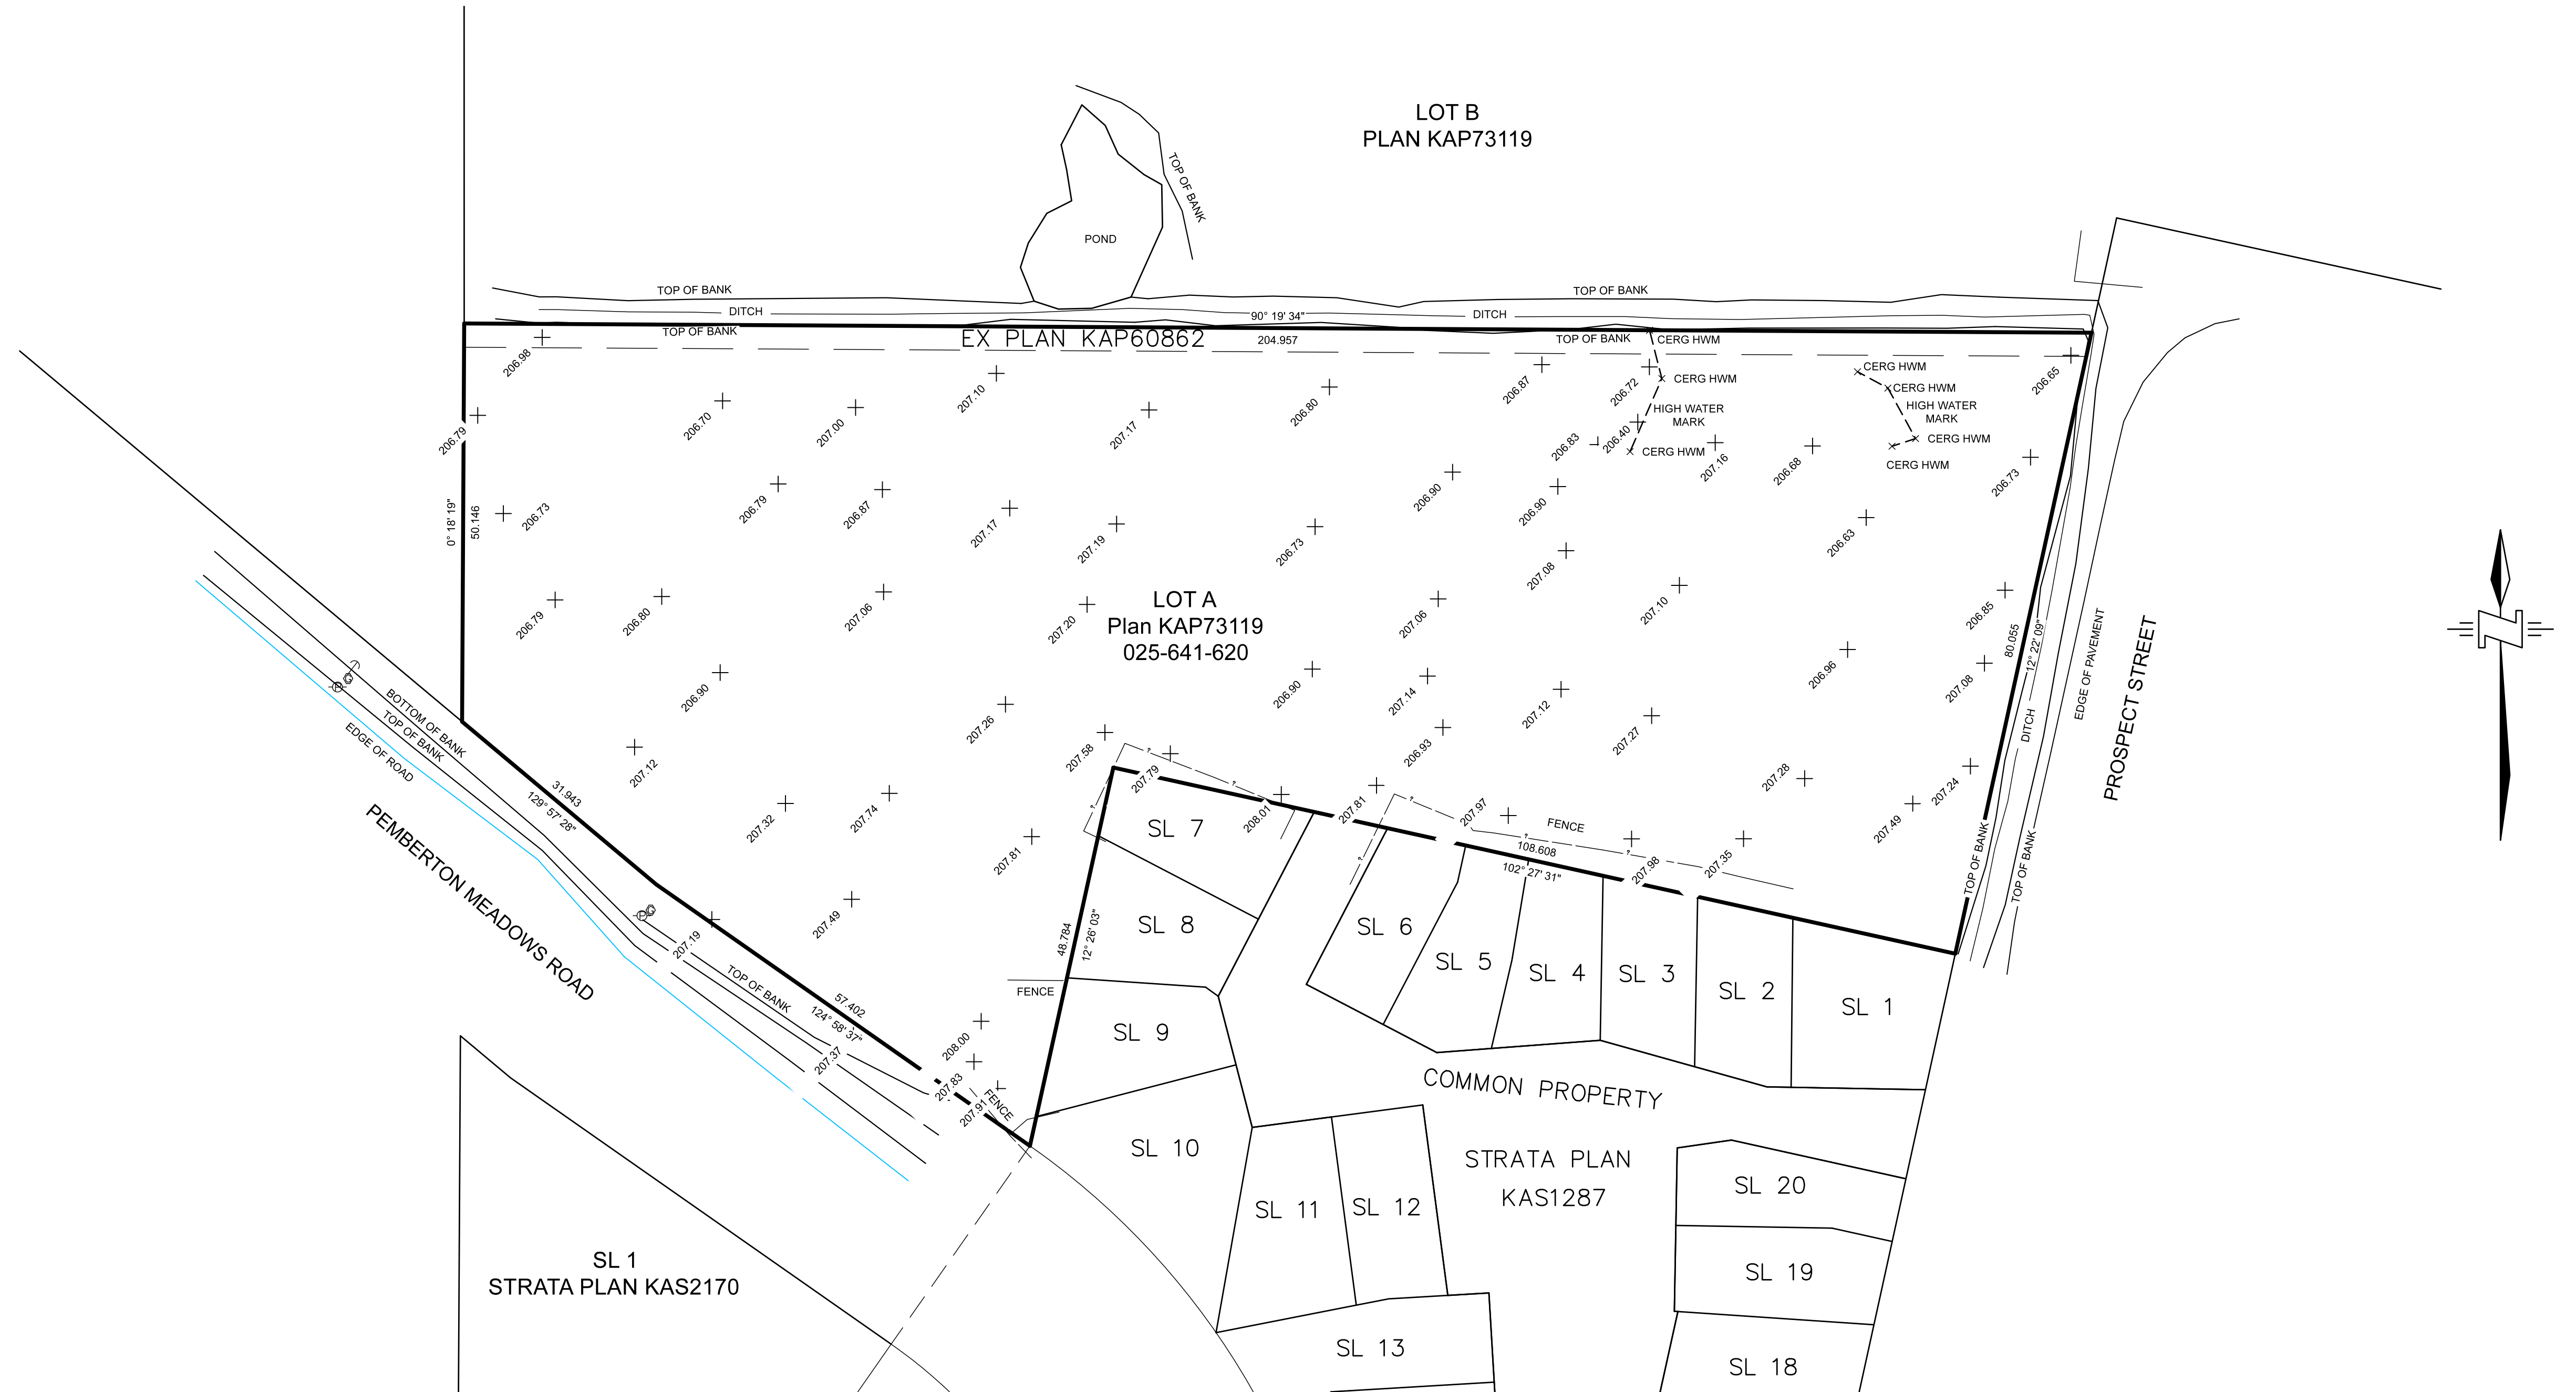 LOT B
PLAN KAP73119
TOP OF BANK
POND
TOP OF BANK
TOP OF BANK
DITCH
90° 19' 34"
DITCH
TOP OF BANK
EX PLAN KAP60862
204.957
TOP OF BANK
CERG HWM
206.98
207.10
206.87
206.72
CERG HWM
CERG HWM
CERG HWM
206.65
206.79
206.70
207.00
207.17
206.80
HIGH WATER
MARK
HIGH WATER
MARK
206.83
206.40
CERG HWM
207.16
206.68
CERG HWM
CERG HWM
206.73
0° 18' 19"
50.146
206.73
206.79
206.87
207.17
207.19
206.73
206.90
206.90
206.63
207.08
206.79
206.80
207.06
207.20
LOT A
Plan KAP73119
025-641-620
207.06
207.10
206.85
80.055
12° 22' 09"
EDGE OF PAVEMENT
PROSPECT STREET
206.90
206.90
207.14
207.12
206.96
207.08
BOTTOM OF BANK
TOP OF BANK
EDGE OF ROAD
207.26
207.58
206.93
207.27
DITCH
207.12
207.79
207.28
207.24
31.943
129° 57' 28"
207.32
207.74
208.01
207.81
207.97
FENCE
207.49
PEMBERTON MEADOWS ROAD
207.81
SL 7
108.608
102° 27' 31"
207.98
207.35
TOP OF BANK
TOP OF BANK
207.49
207.19
48.784
12° 26' 03"
SL 8
SL 6
SL 5
SL 4
SL 3
SL 2
SL 1
TOP OF BANK
FENCE
57.402
124° 58' 37"
208.00
SL 9
207.37
207.83
207.91
FENCE
COMMON PROPERTY
SL 10
STRATA PLAN
KAS1287
SL 20
SL 11
SL 12
SL 1
STRATA PLAN KAS2170
SL 19
SL 13
SL 18